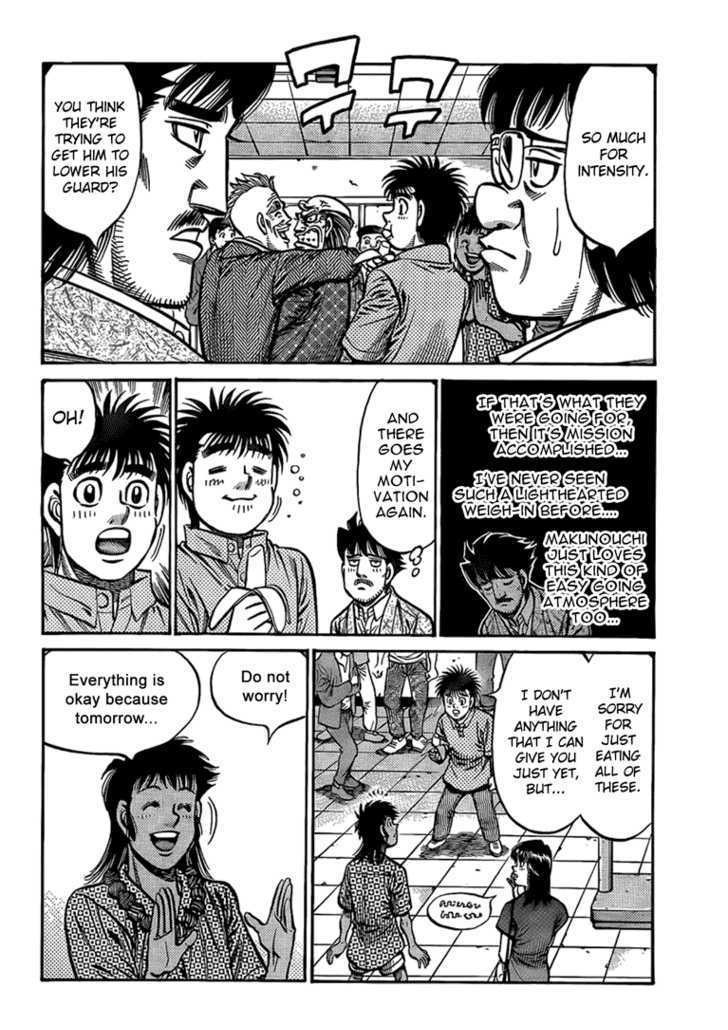 SO MUCH
FOR
INTENSITY.
YOU THINK
THEY'RE
TRYING TO
GET HIM TO
LOWER HIS
GUARD?
IF THAT'S WHAT THEY
WERE GOING FOR,
THEN IT'S MISSION
ACCOMPLISHED...
I'VE NEVER SEEN
SUCH A LIGHTHEARTED
WEIGH-IN BEFORE....
MAKUNOUCHI
JUST LOVES
THIS KIND OF
EASY GOING
ATMOSPHERE
TOO...
AND
THERE
GOES
MY
MOTI-
VATION
AGAIN.
OH!
I'M
SORRY
FOR
JUST
EATING
ALL OF
THESE.
I DON'T
HAVE
ANYTHING
THAT I CAN
GIVE YOU
JUST YET,
BUT...
Do not
worry!
Everything is
okay because
tomorrow...